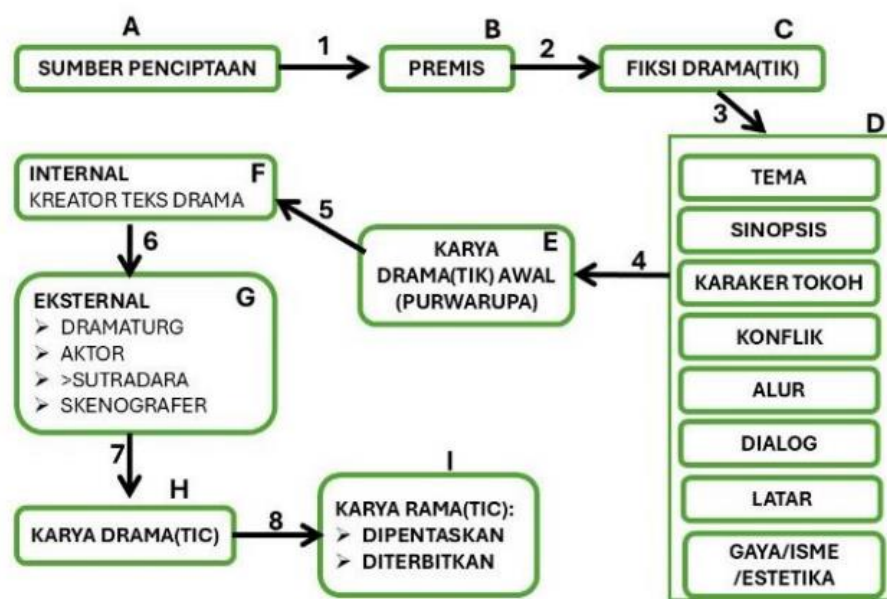 A
SUMBER PENCIPTAAN
1
B
PREMIS
2
C
FIKSI DRAMA(TIK)
3
D
TEMA
SINOPSIS
KARAKER TOKOH
KONFLIK
ALUR
DIALOG
LATAR
GAYA/ISME
/ESTETIKA
4
E
KARYA
DRAMA(TIK) AWAL
(PURWARUPA)
5
F
INTERNAL
KREATOR TEKS DRAMA
6
G
EKSTERNAL
➢ DRAMATURG
➢ AKTOR
➢ >SUTRADARA
➢ SKENOGRAFER
7
H
KARYA DRAMA(TIC)
8
I
KARYA RAMA(TIC):
➢ DIPENTASKAN
➢ DITERBITKAN